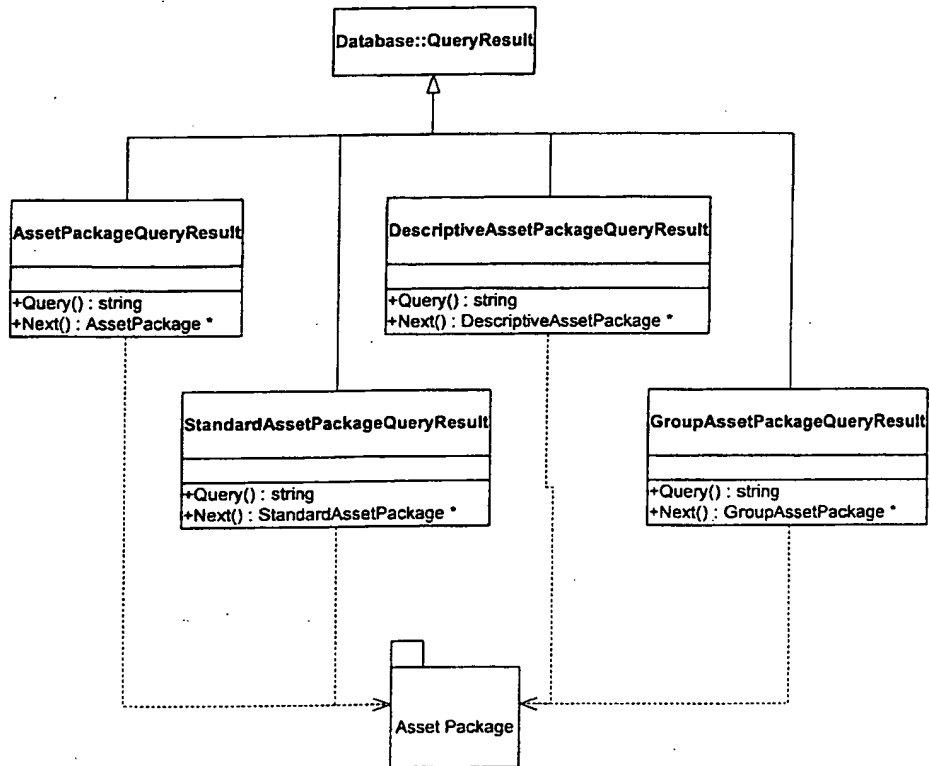 Database::QueryResult
AssetPackageQueryResult
+Query() : string
+Next() : AssetPackage *
DescriptiveAssetPackageQueryResult
+Query() : string
+Next() : DescriptiveAssetPackage *
StandardAssetPackageQueryResult
+Query() : string
+Next() : StandardAssetPackage *
GroupAssetPackageQueryResult
+Query() : string
+Next() : GroupAssetPackage *
Asset Package